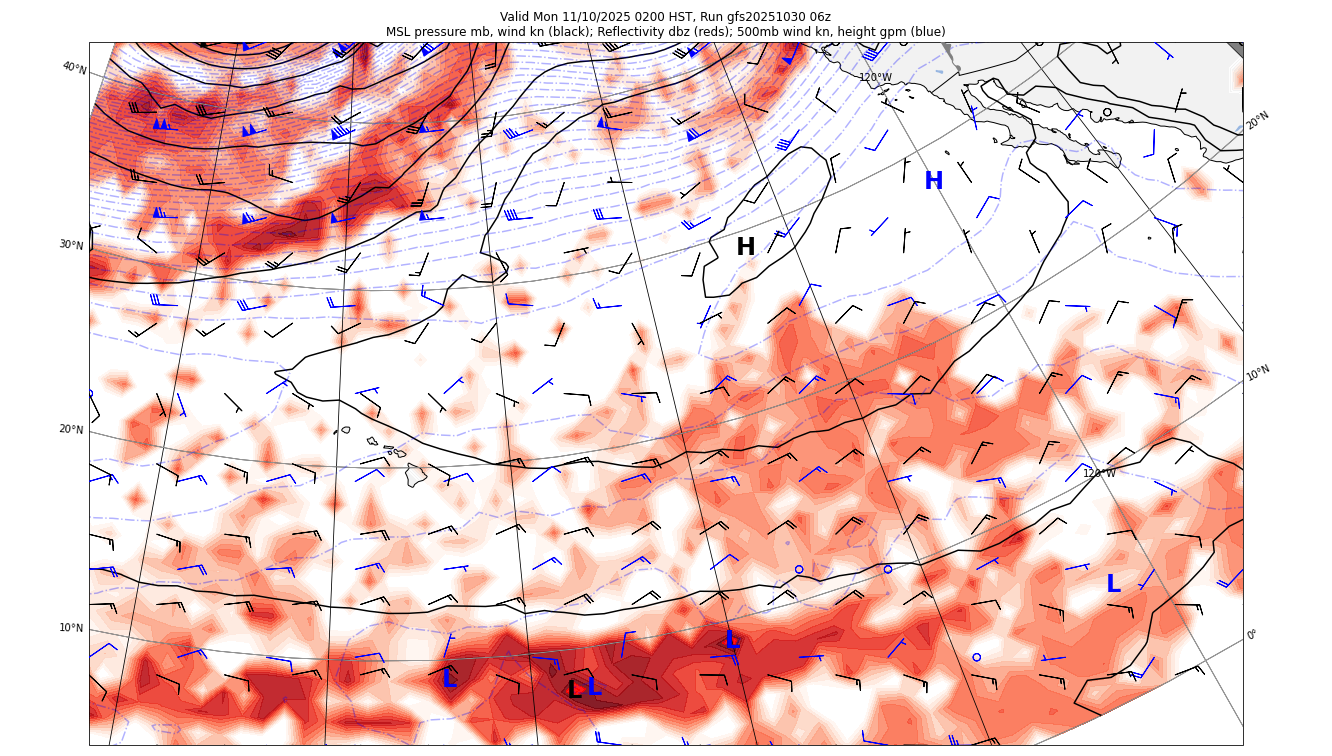 Valid Mon 11/10/2025 0200 HST, Run gfs20251030 06z
MSL pressure mb, wind kn (black); Reflectivity dbz (reds); 500mb wind kn, height gpm (blue)
40°N
120°W
20°N
H
H
30°N
10°N
20°N
120°W
L
10°N
0°
L
L
L L